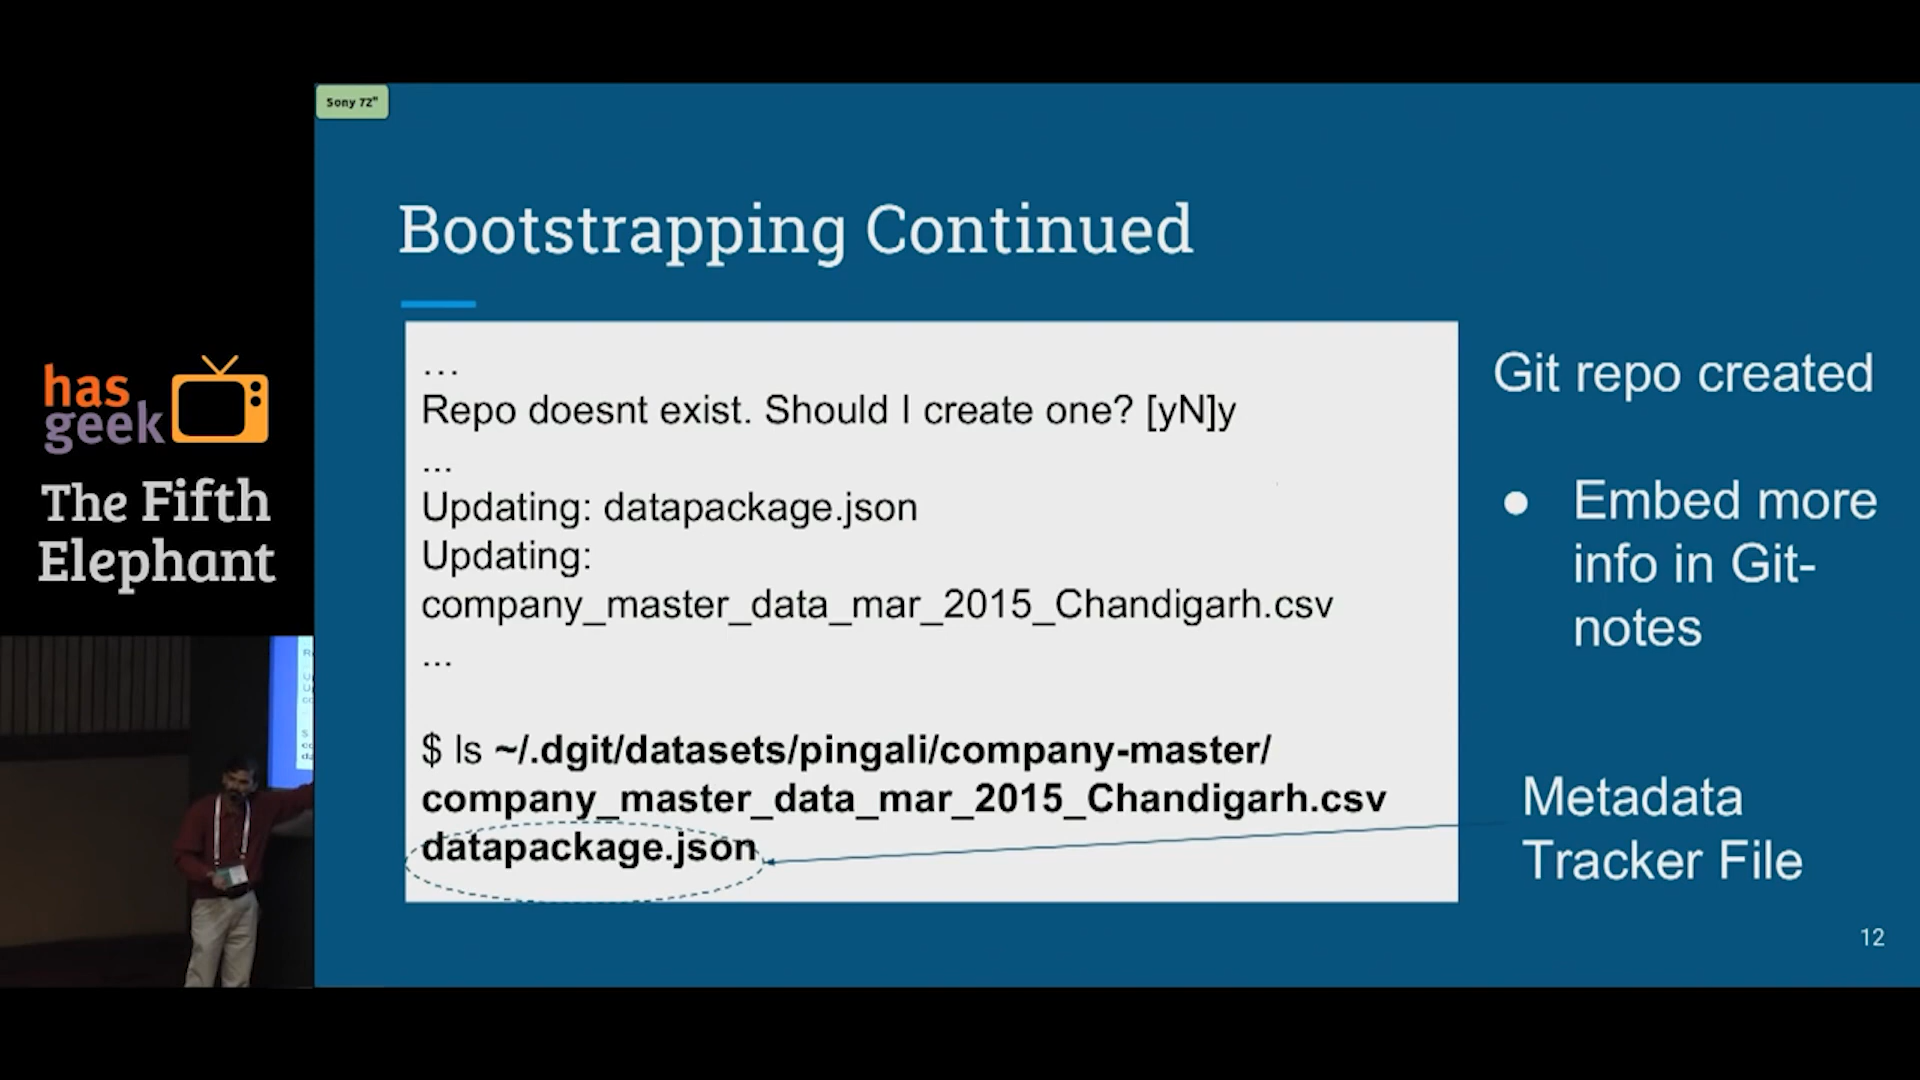 Sony 72"
Bootstrapping Continued
...
Repo doesnt exist. Should I create one? [yN]y
...
Updating: datapackage.json
Updating:
company_master_data_mar_2015_Chandigarh.csv
...
$ ls ~/.dgit/datasets/pingali/company-master/
company_master_data_mar_2015_Chandigarh.csv
datapackage.json
Git repo created
● Embed more
info in Git-
notes
Metadata
Tracker File
12
has
geek
The Fifth
Elephant